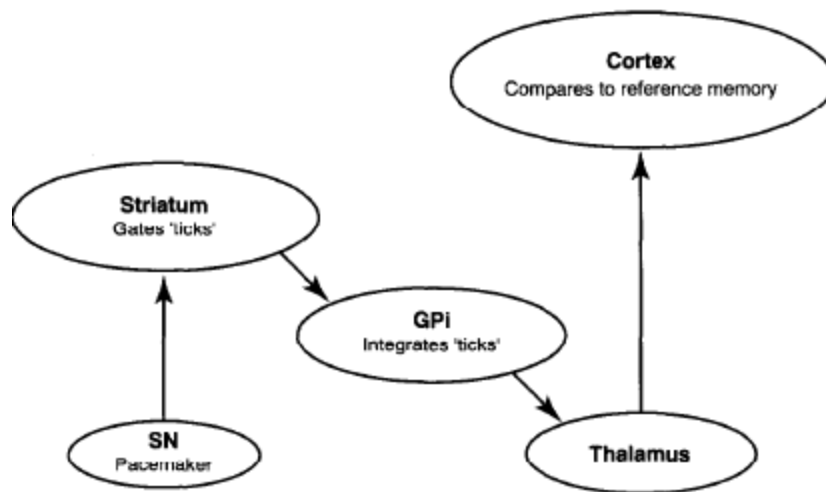 Cortex
Compares to reference memory
Striatum
Gates 'ticks'
GPi
Integrates 'ticks'
SN
Pacemaker
Thalamus